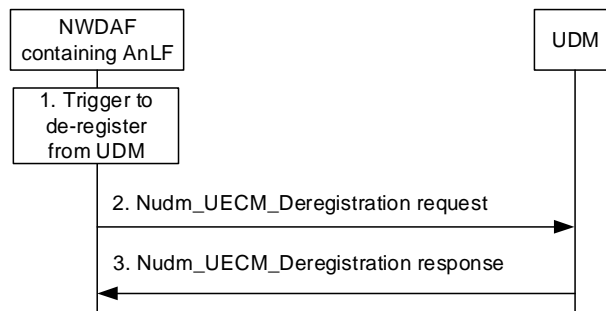 NWDAF
containing AnLF
UDM
1. Trigger to
de-register
from UDM
2. Nudm_UECM_Deregistration request
3. Nudm_UECM_Deregistration response